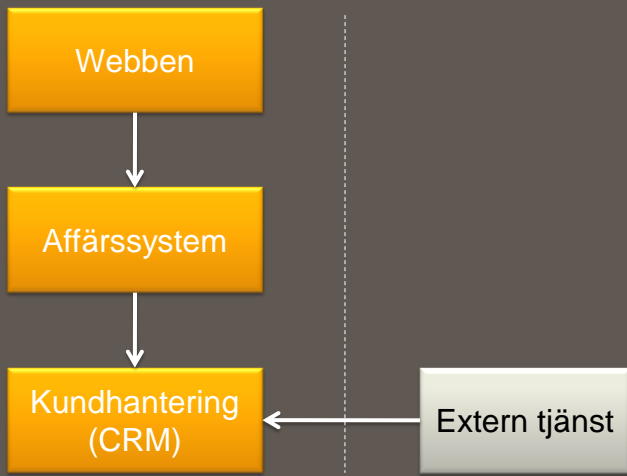 Webben
Affärssystem
Kundhantering
(CRM)
Extern tjänst